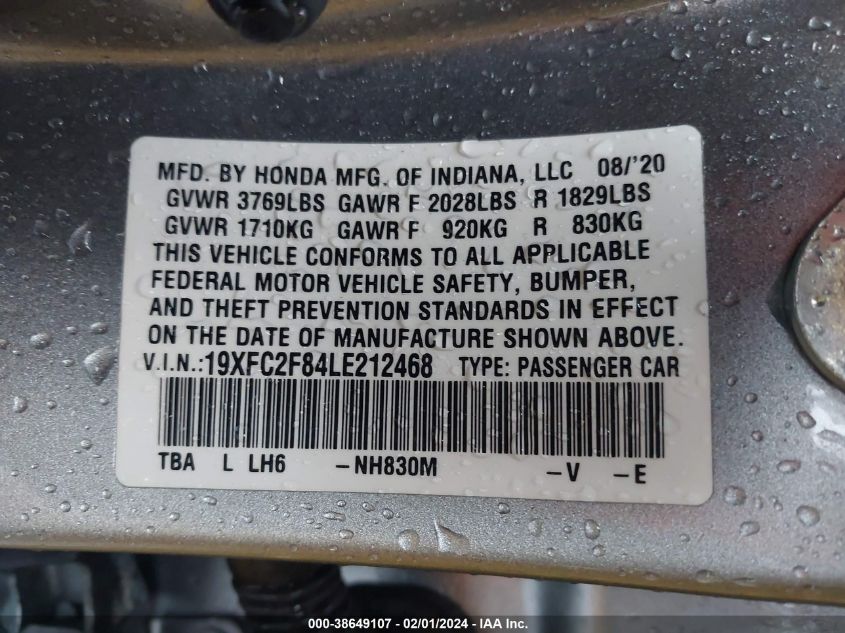 MFD. BY HONDA MFG. OF INDIANA, LLC 08/'20
GVWR 3769LBS GAWR F 2028LBS R 1829LBS
GVWR 1710KG GAWR F 920KG R 830KG
THIS VEHICLE CONFORMS TO ALL APPLICABLE
FEDERAL MOTOR VEHICLE SAFETY, BUMPER,
AND THEFT PREVENTION STANDARDS IN EFFECT
ON THE DATE OF MANUFACTURE SHOWN ABOVE.
V.I.N.:19XFC2F84LE212468 TYPE: PASSENGER CAR
TBA L LH6 -NH830M -V -E
000-38649107 - 02/01/2024 - IAA Inc.